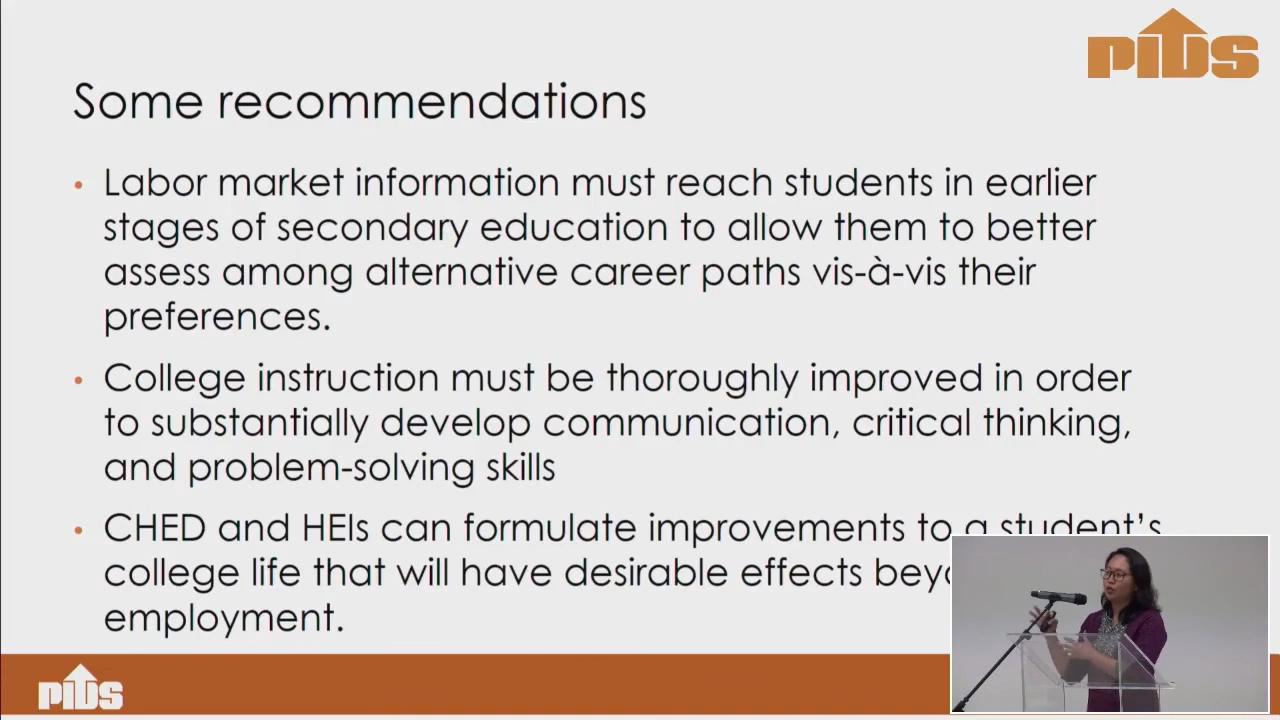 PIDS
Some recommendations
• Labor market information must reach students in earlier
stages of secondary education to allow them to better
assess among alternative career paths vis-à-vis their
preferences.
• College instruction must be thoroughly improved in order
to substantially develop communication, critical thinking,
and problem-solving skills
• CHED and HEIs can formulate improvements to a student's
college life that will have desirable effects
employment.
PIDS